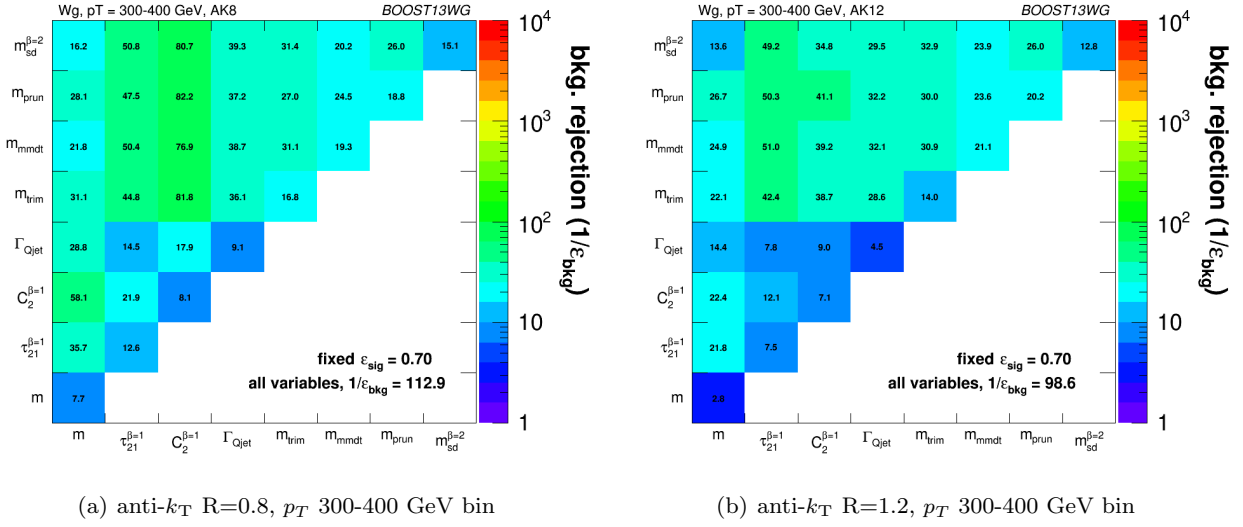 Wg, pT = 300-400 GeV, AK8 BOOST13WG
m_sd^β=2 16.2 50.8 80.7 39.3 31.4 20.2 26.0 15.1
m_prun 28.1 47.5 82.2 37.2 27.0 24.5 18.8
m_mmdt 21.8 50.4 76.9 38.7 31.1 19.3
m_trim 31.1 44.8 81.8 36.1 16.8
Γ_Qjet 28.8 14.5 17.9 9.1
C_2^β=1 58.1 21.9 8.1
τ_21^β=1 35.7 12.6
m 7.7
fixed ε_sig = 0.70
all variables, 1/ε_bkg = 112.9
m τ_21^β=1 C_2^β=1 Γ_Qjet m_trim m_mmdt m_prun m_sd^β=2
10^4
10^3
10^2
10
1
bkg. rejection (1/ε_bkg)
(a) anti-k_T R=0.8, p_T 300-400 GeV bin
Wg, pT = 300-400 GeV, AK12 BOOST13WG
m_sd^β=2 13.6 49.2 34.8 29.5 32.9 23.9 26.0 12.8
m_prun 26.7 50.3 41.1 32.2 30.0 23.6 20.2
m_mmdt 24.9 51.0 39.2 32.1 30.9 21.1
m_trim 22.1 42.4 38.7 28.6 14.0
Γ_Qjet 14.4 7.8 9.0 4.5
C_2^β=1 22.4 12.1 7.1
τ_21^β=1 21.8 7.5
m 2.8
fixed ε_sig = 0.70
all variables, 1/ε_bkg = 98.6
m τ_21^β=1 C_2^β=1 Γ_Qjet m_trim m_mmdt m_prun m_sd^β=2
10^4
10^3
10^2
10
1
bkg. rejection (1/ε_bkg)
(b) anti-k_T R=1.2, p_T 300-400 GeV bin